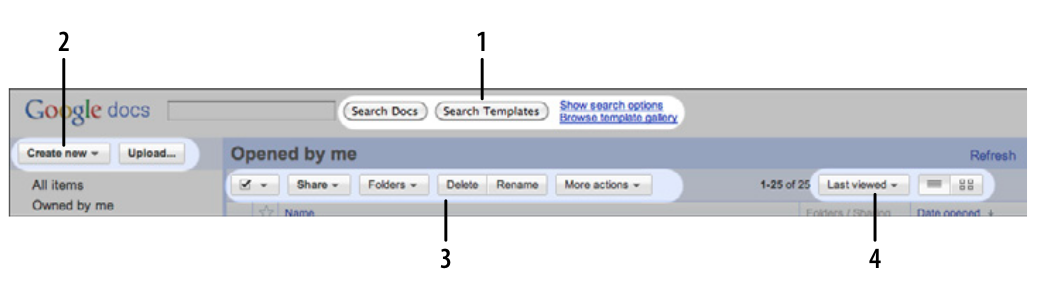 2 1
Google docs Search Docs Search Templates Show search options
Browse template gallery
Create new Upload... Opened by me Refresh
All items Share Folders Delete Rename More actions 1-25 of 25 Last viewed
Owned by me Name Folders / Sharing Date opened
3 4